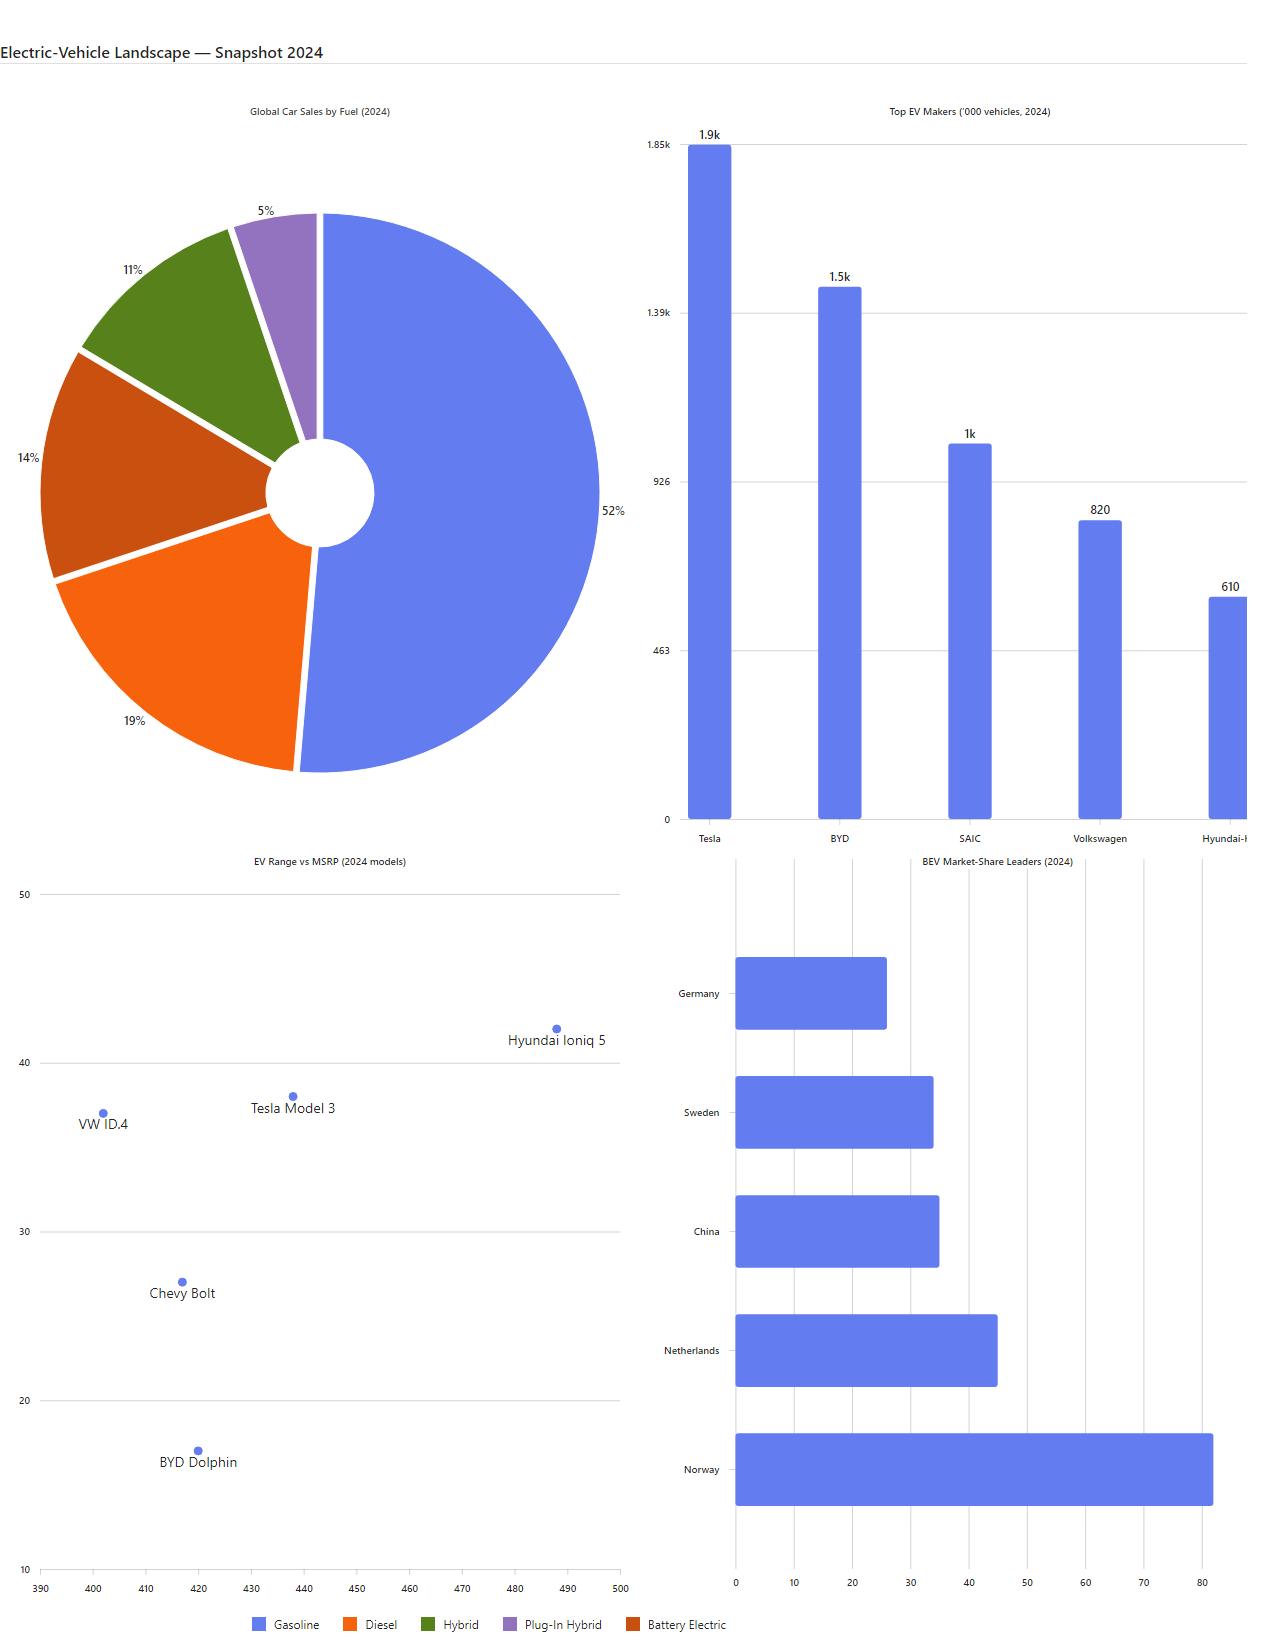 Electric-Vehicle Landscape — Snapshot 2024
Global Car Sales by Fuel (2024)
5%
11%
14%
52%
19%
Top EV Makers ('000 vehicles, 2024)
1.85k
1.39k
926
463
0
1.9k
1.5k
1k
820
610
Tesla
BYD
SAIC
Volkswagen
Hyundai-
EV Range vs MSRP (2024 models)
50
40
30
20
10
Hyundai Ioniq 5
Tesla Model 3
VW ID.4
Chevy Bolt
BYD Dolphin
390 400 410 420 430 440 450 460 470 480 490 500
BEV Market-Share Leaders (2024)
Germany
Sweden
China
Netherlands
Norway
0 10 20 30 40 50 60 70 80
Gasoline Diesel Hybrid Plug-In Hybrid Battery Electric